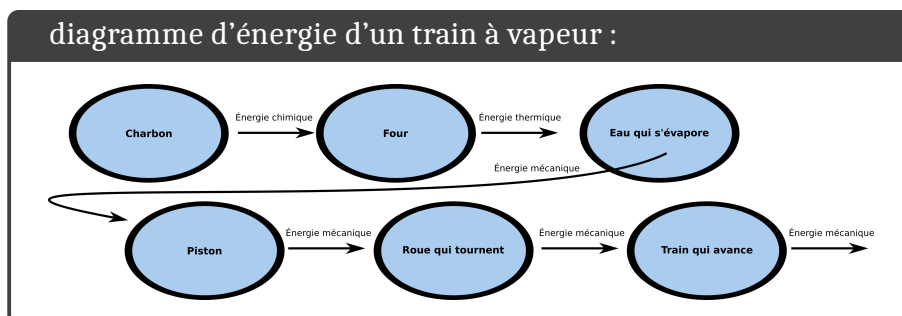 diagramme d’énergie d’un train à vapeur :
Charbon
Énergie chimique
Four
Énergie thermique
Eau qui s'évapore
Énergie mécanique
Piston
Énergie mécanique
Roue qui tournent
Énergie mécanique
Train qui avance
Énergie mécanique